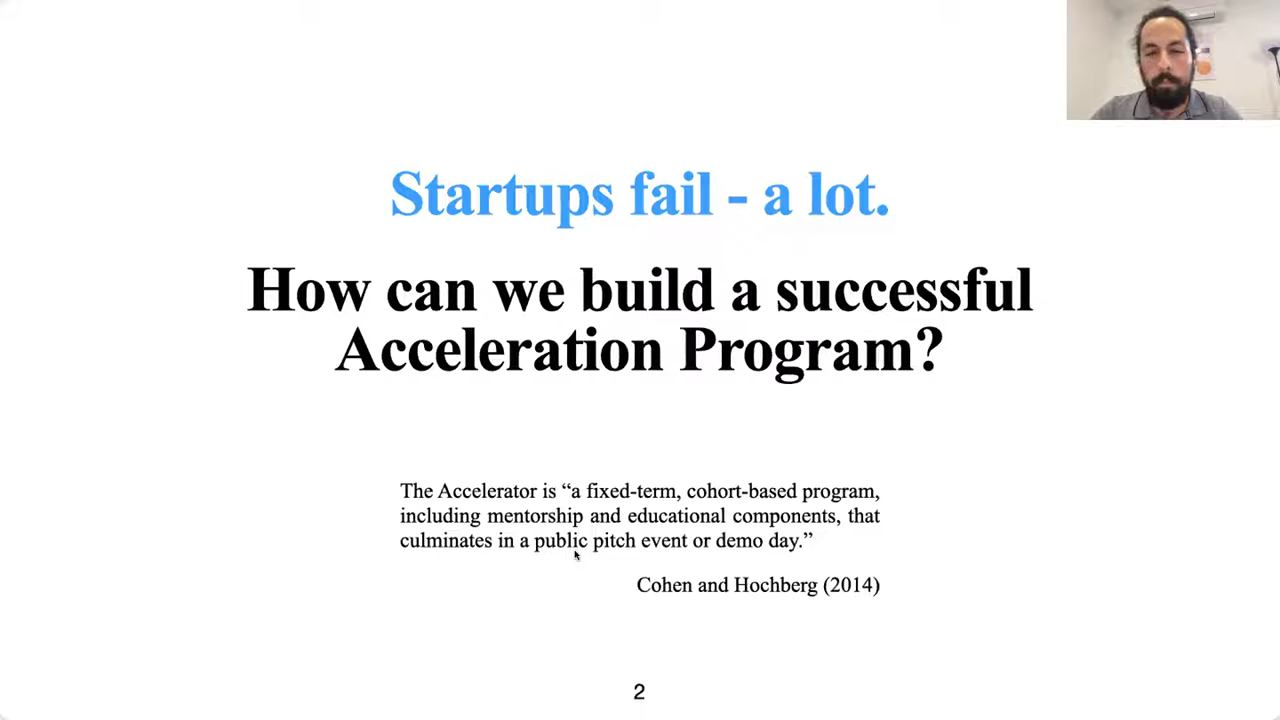 Startups fail - a lot.
How can we build a successful
Acceleration Program?
The Accelerator is “a fixed-term, cohort-based program,
including mentorship and educational components, that
culminates in a public pitch event or demo day.”
Cohen and Hochberg (2014)
2